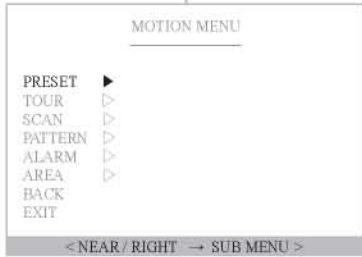 MOTION MENU
PRESET ▶
TOUR ▷
SCAN ▷
PATTERN ▷
ALARM ▷
AREA ▷
BACK
EXIT
< NEAR / RIGHT → SUB MENU >